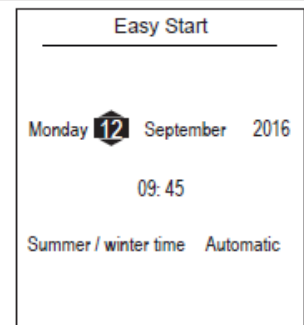 Easy Start
Monday 12 September 2016
09: 45
Summer / winter time Automatic